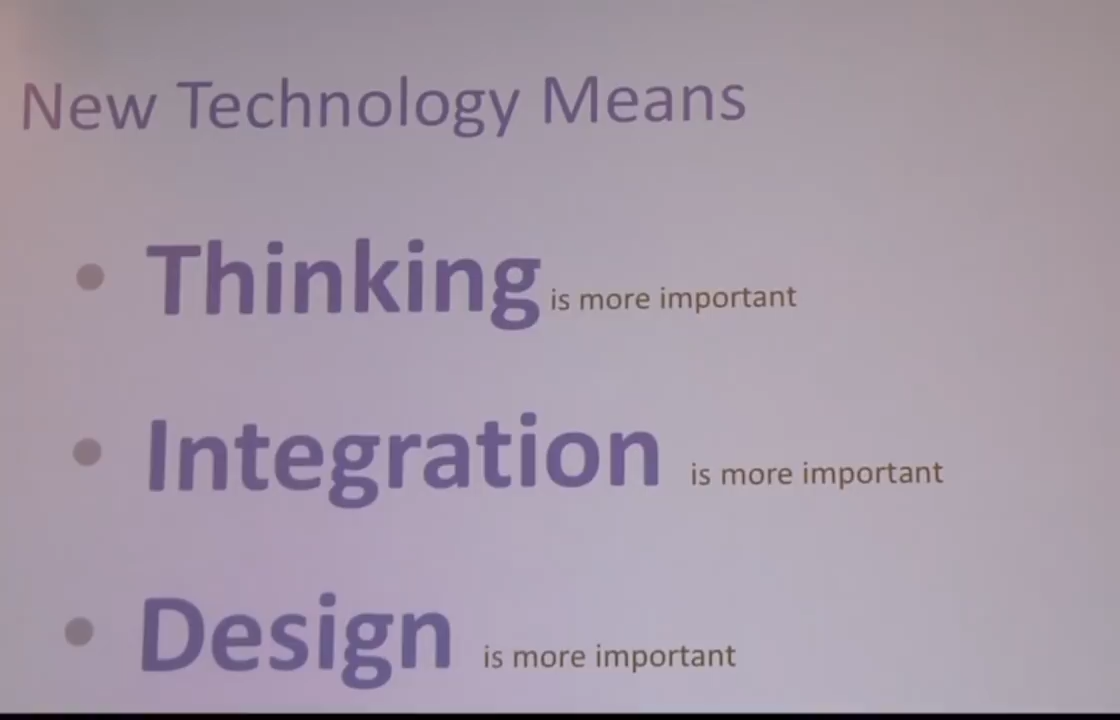 New Technology Means
• Thinking is more important
• Integration is more important
• Design is more important